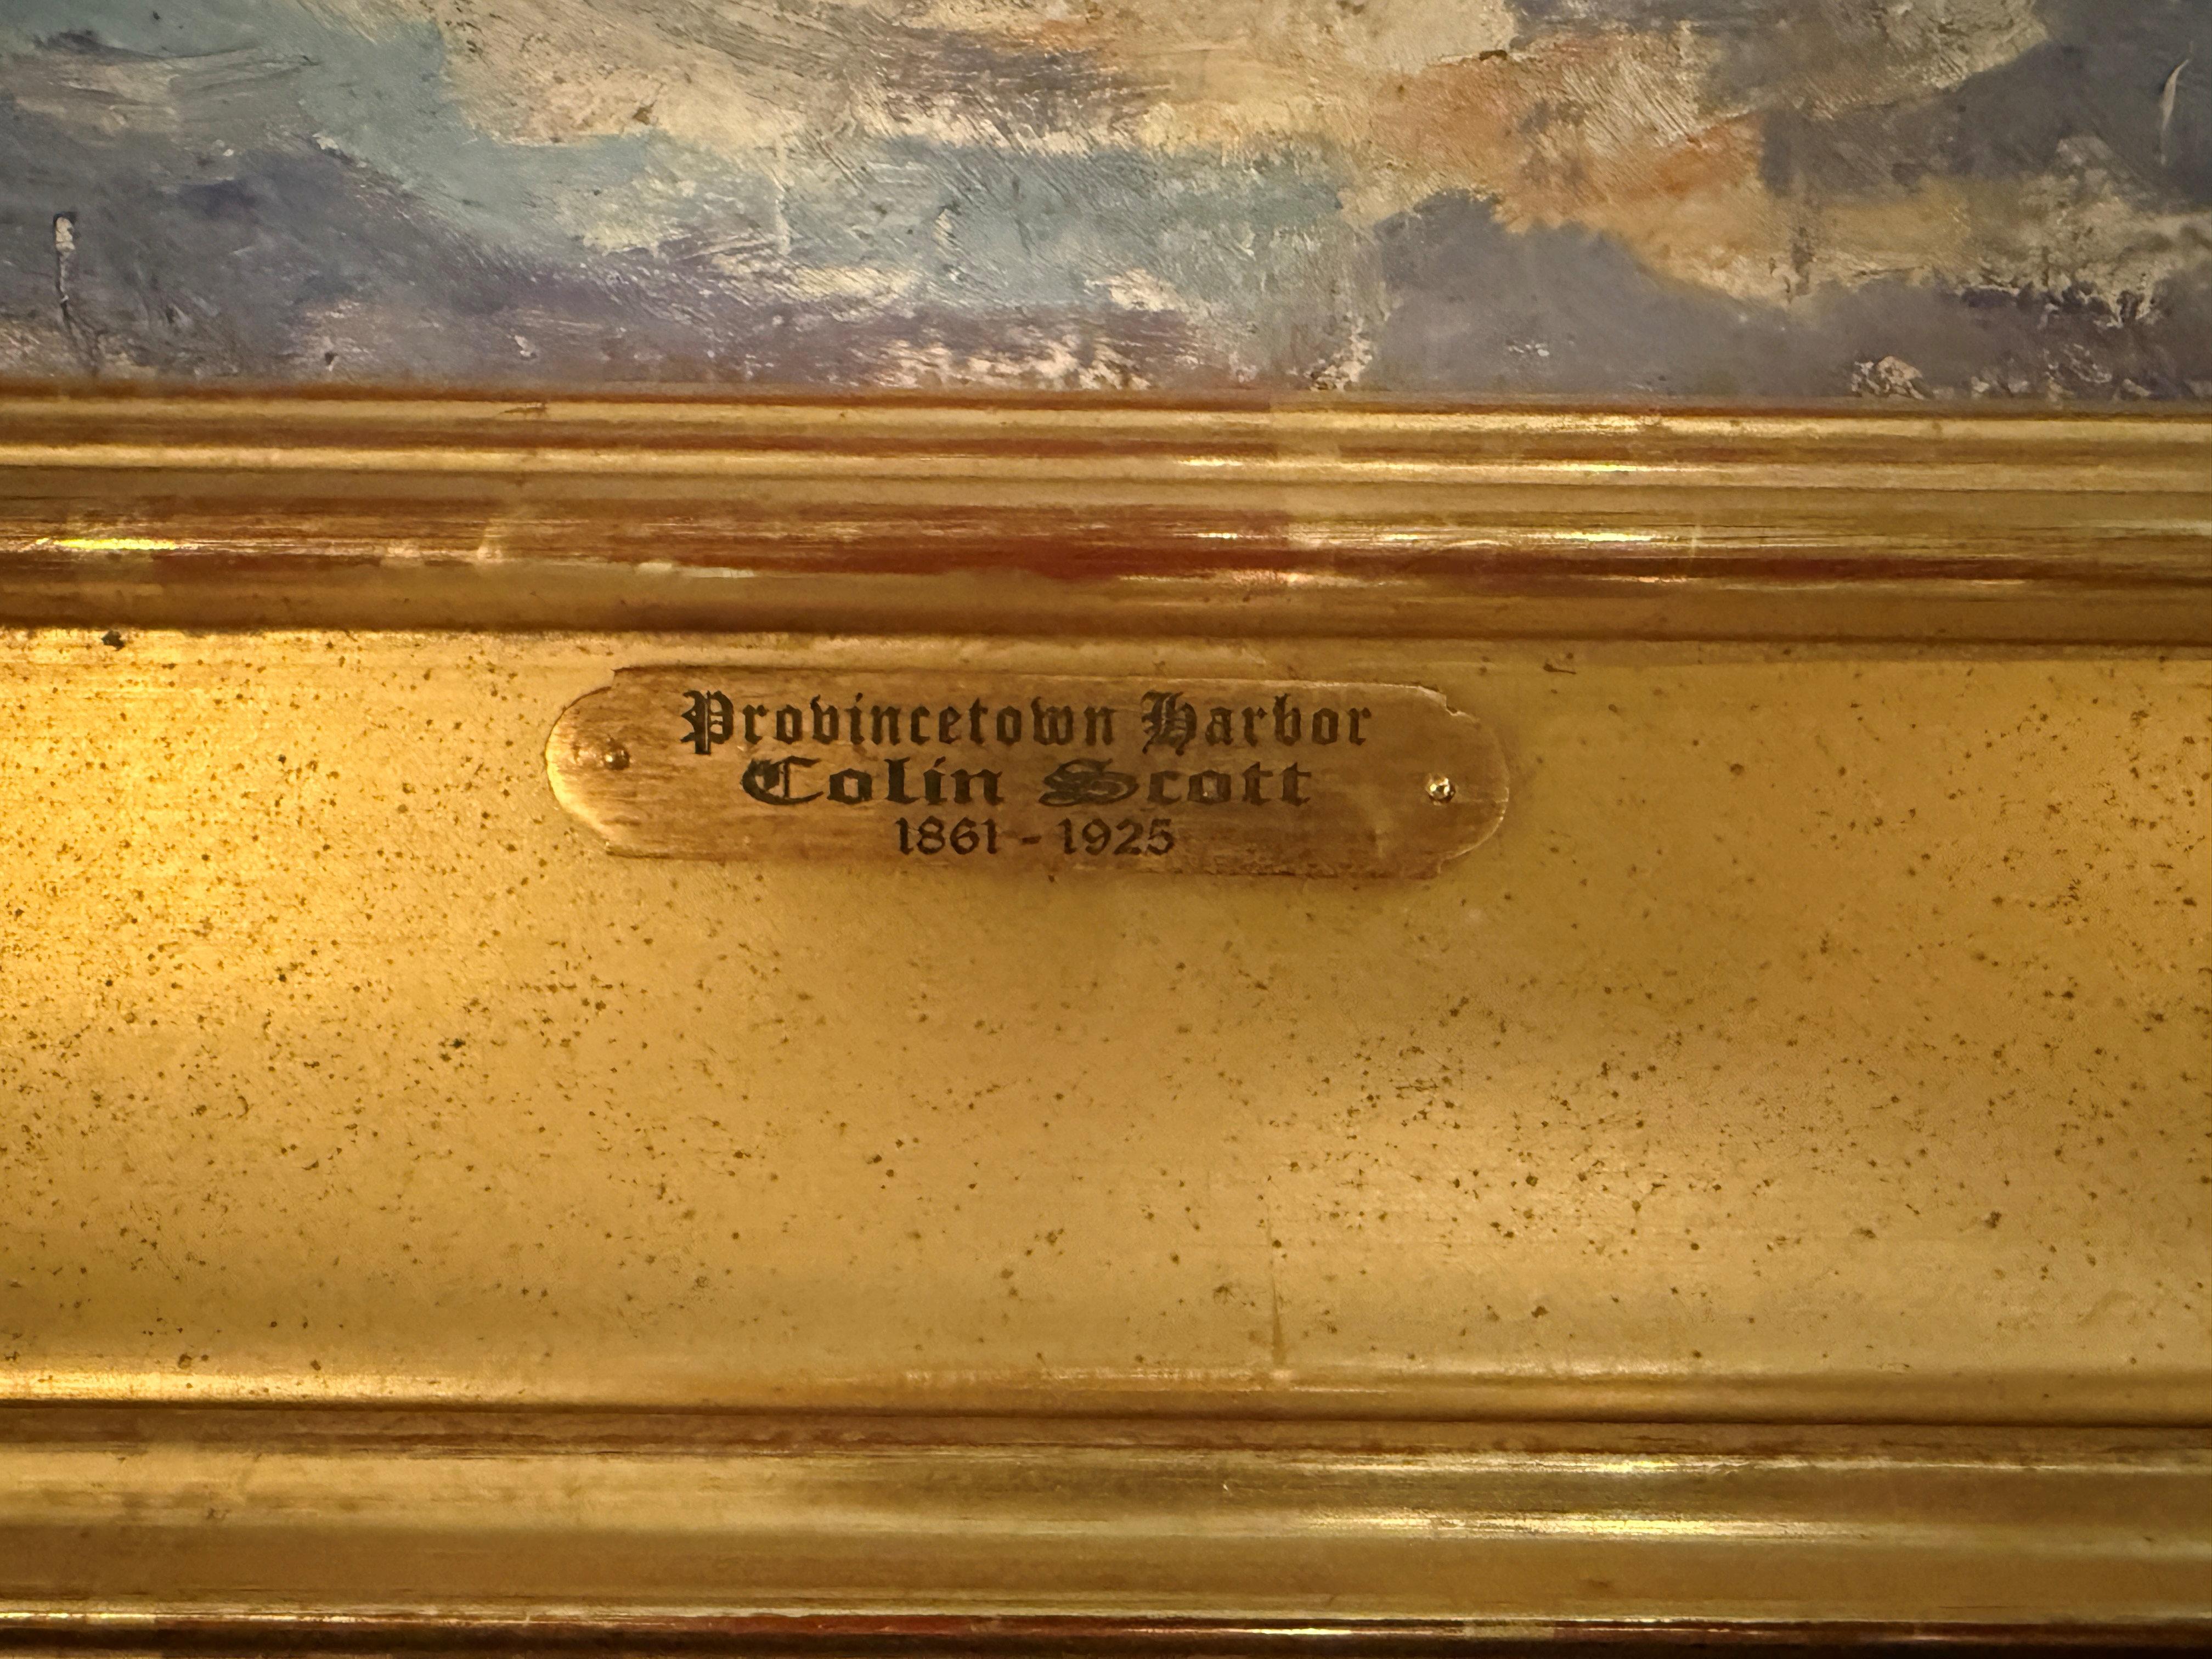 Provincetown Harbor
Colin Scott
1861 - 1925